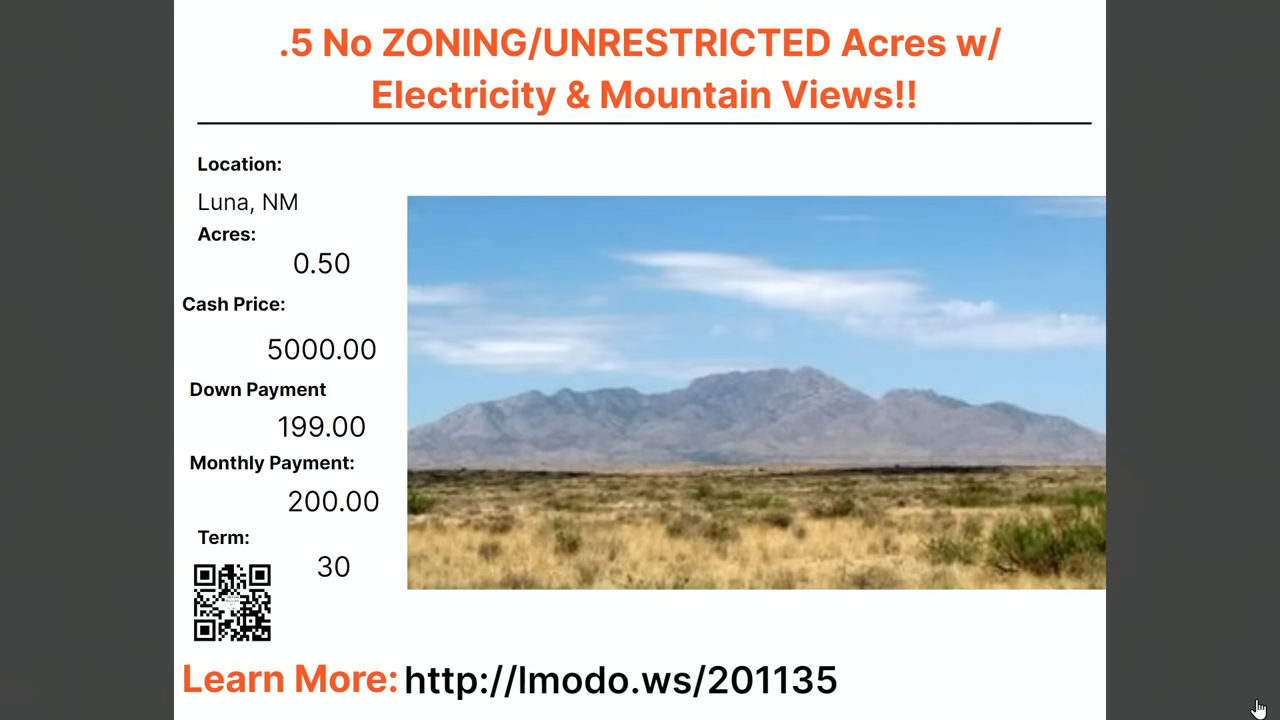 .5 No ZONING/UNRESTRICTED Acres w/
Electricity & Mountain Views!!
Location:
Luna, NM
Acres:
0.50
Cash Price:
5000.00
Down Payment
199.00
Monthly Payment:
200.00
Term:
30
Learn More: http://lmodo.ws/201135